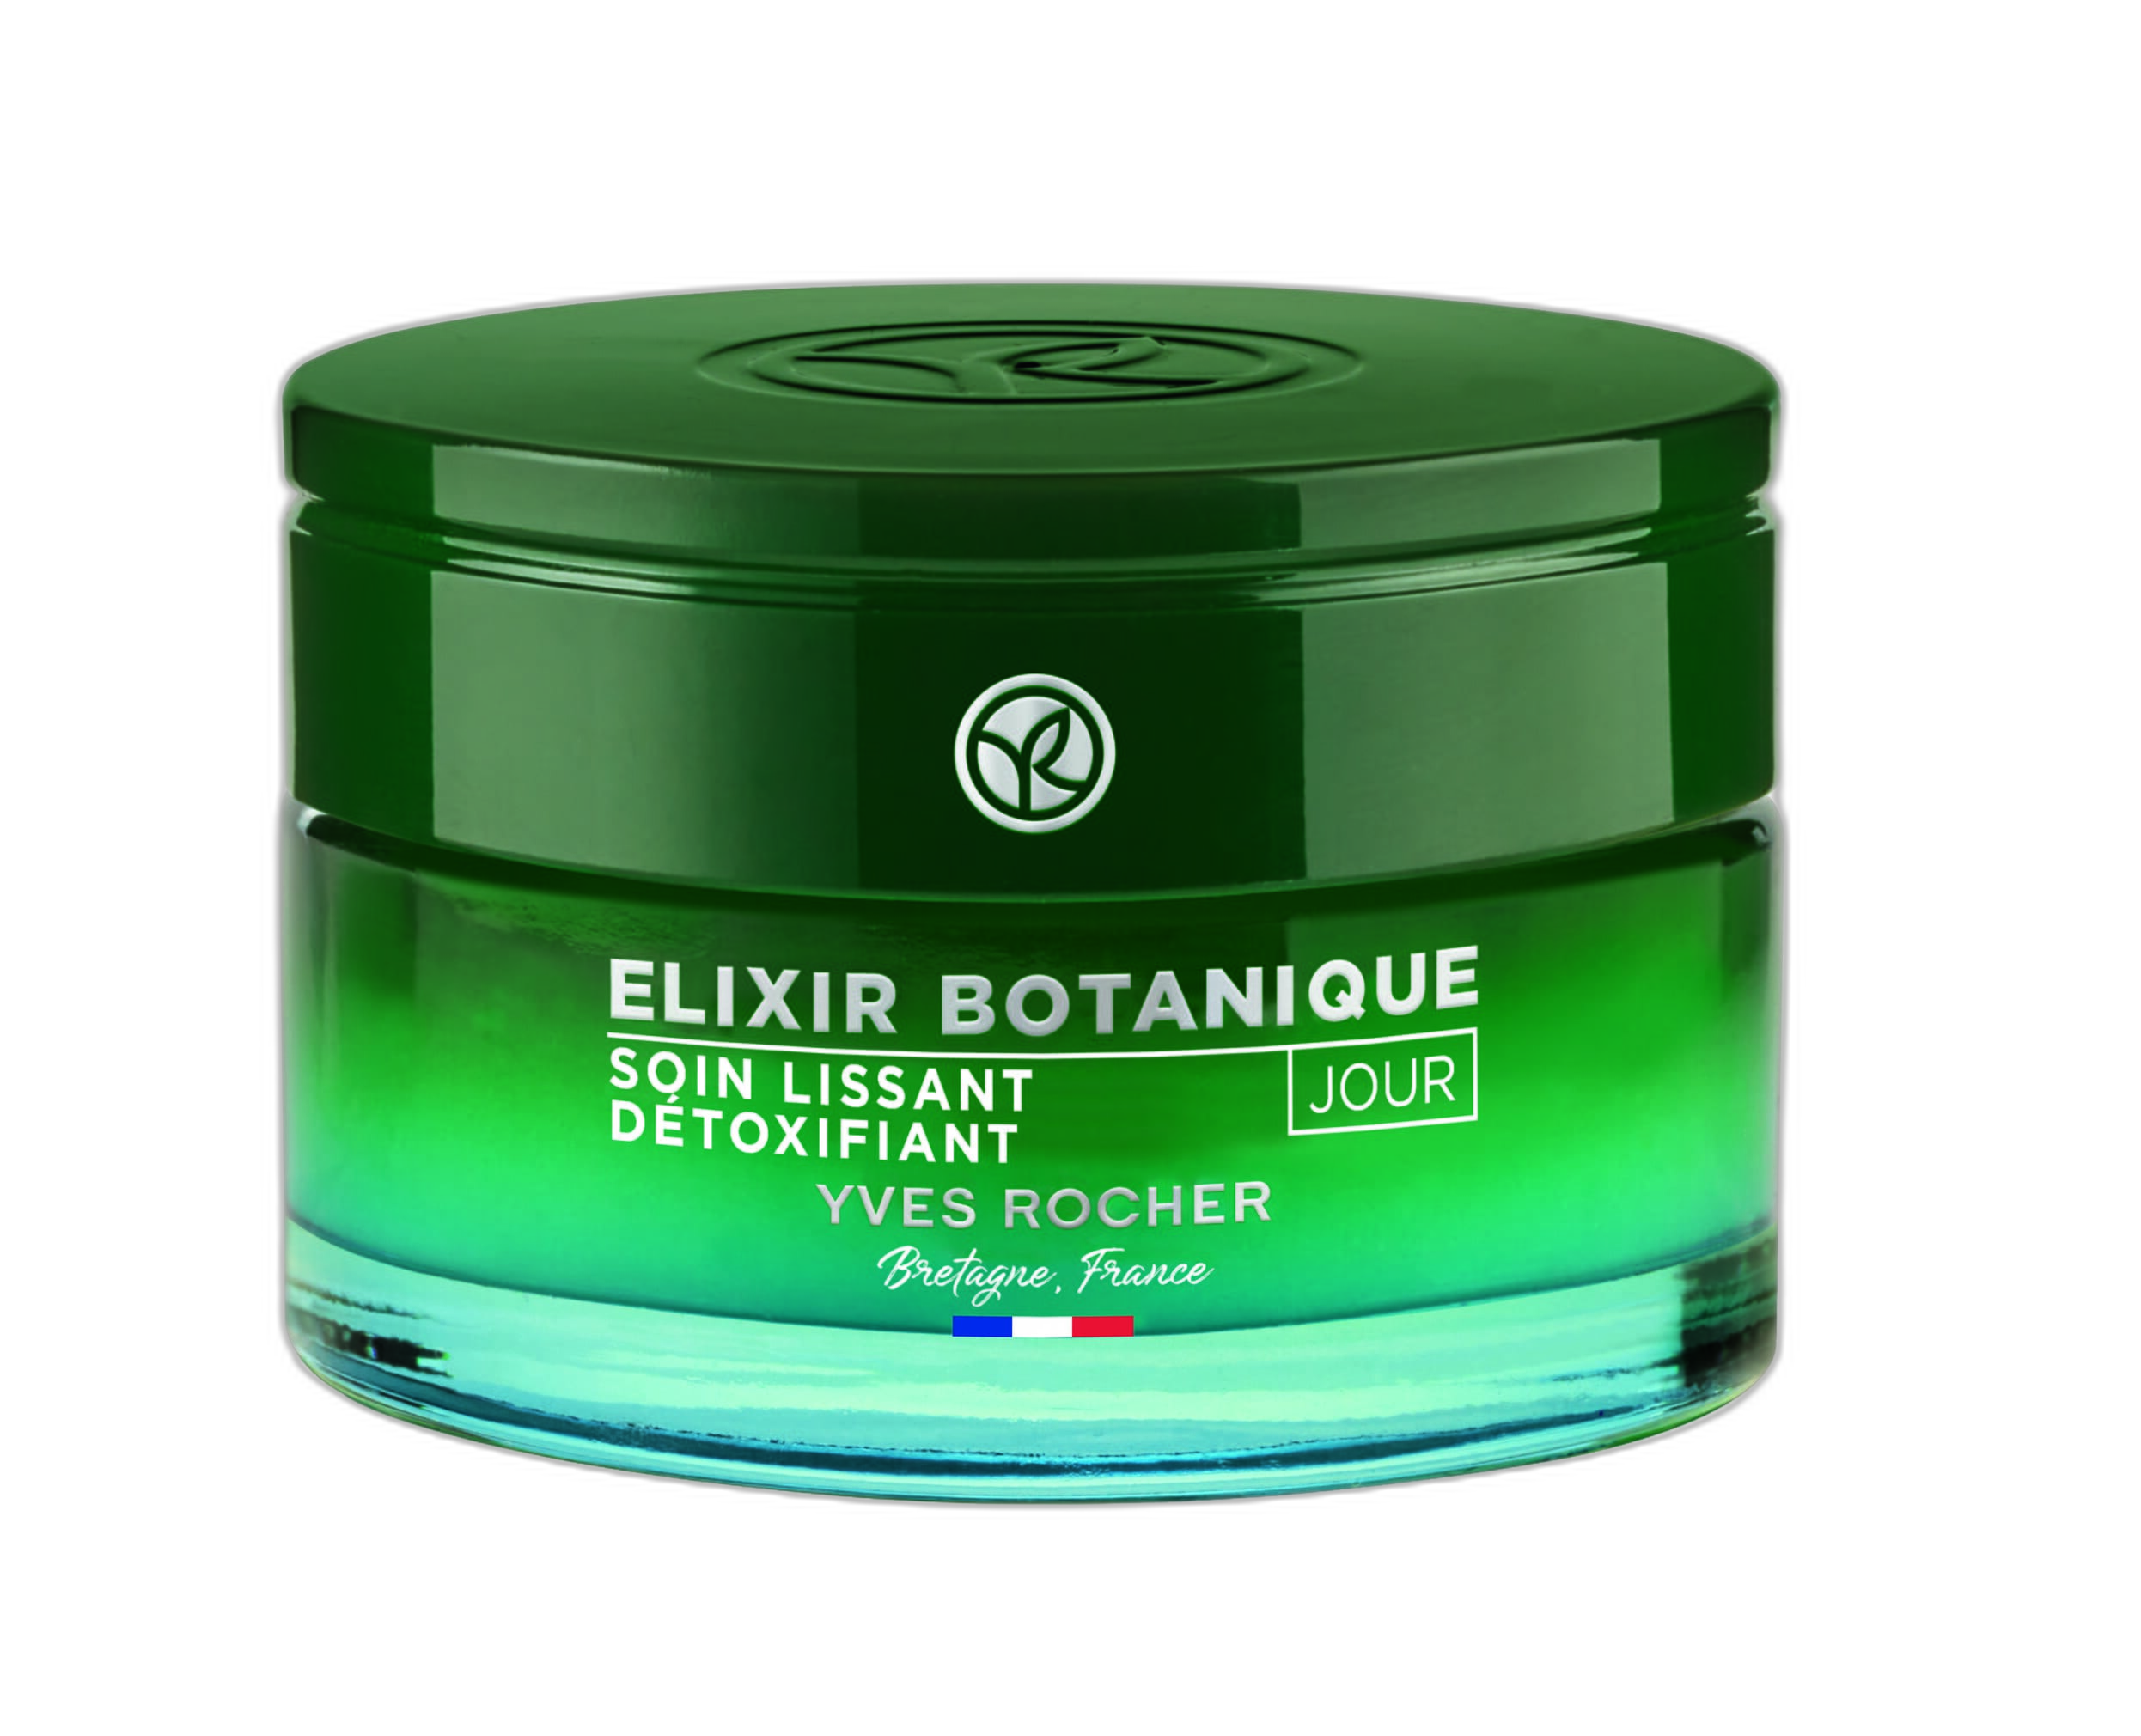 ELIXIR BOTANIQUE
SOIN LISSANT
DÉTOXIFIANT
JOUR
YVES ROCHER
Bretagne, France